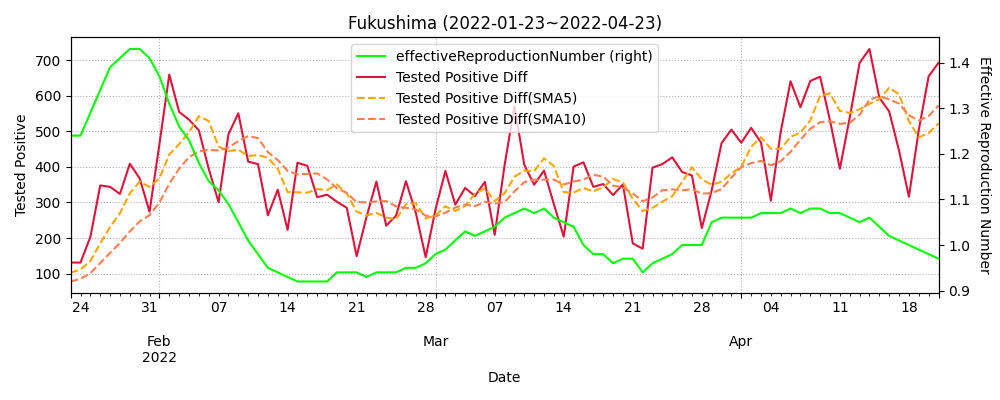 Fukushima (2022-01-23~2022-04-23)
effectiveReproductionNumber (right)
Tested Positive Diff
Tested Positive Diff(SMA5)
Tested Positive Diff(SMA10)
Tested Positive
700
600
500
400
300
200
100
Effective Reproduction Number
1.4
1.3
1.2
1.1
1.0
0.9
24 31 07 14 21 28 07 14 21 28 04 11 18
Feb Mar Apr
2022
Date